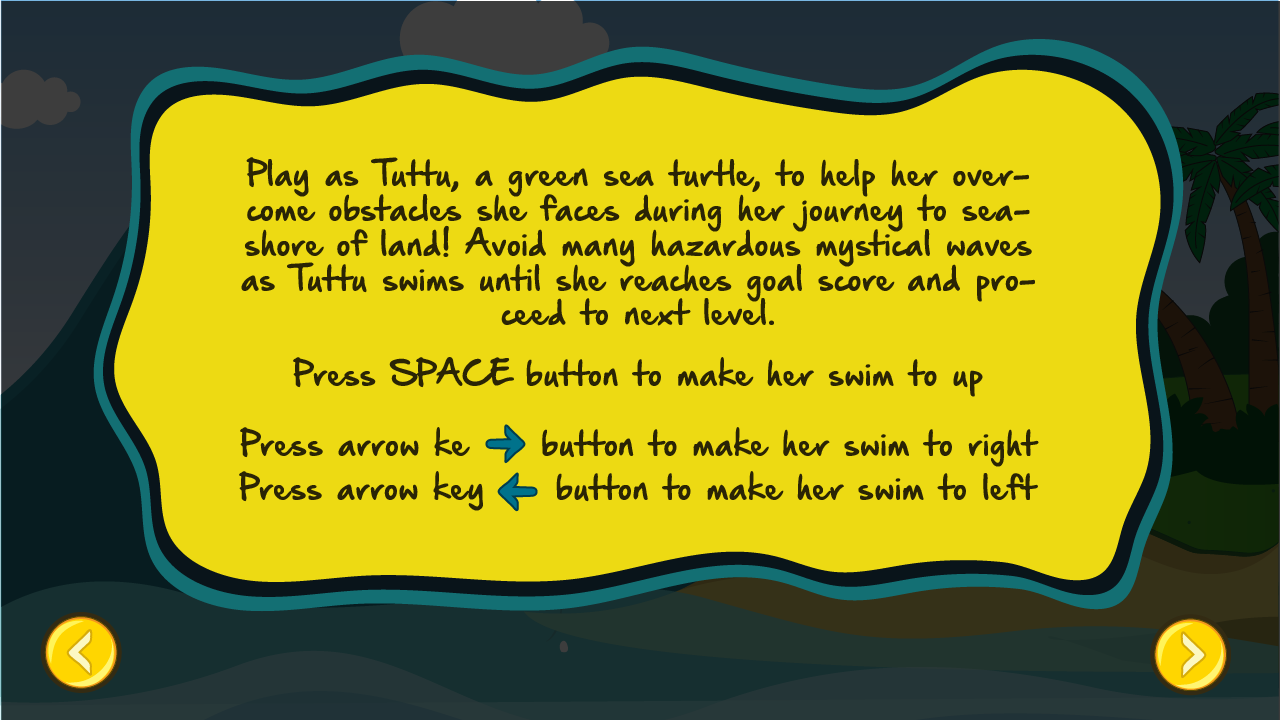 Play as Tuttu, a green sea turtle, to help her over-
come obstacles she faces during her journey to sea-
shore of land! Avoid many hazardous mystical waves
as Tuttu swims until she reaches goal score and pro-
ceed to next level.
Press SPACE button to make her swim to up
Press arrow ke → button to make her swim to right
Press arrow key ← button to make her swim to left